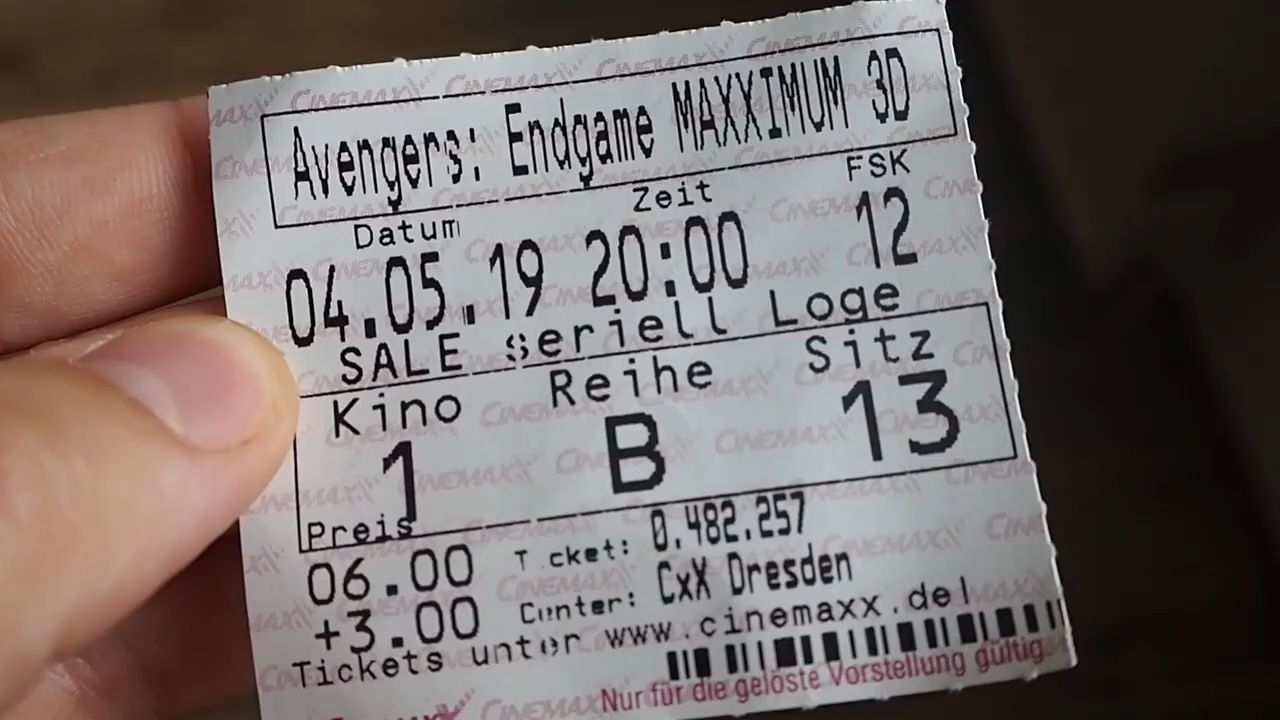 Avengers: Endgame MAXXIMUM 3D
Datum Zeit FSK
04.05.19 20:00 12
SALE seriell Loge
Kino Reihe Sitz
1 B 13
Preis
06.00 Ticket: 0.482.257
+3.00 Center: CxX Dresden
Tickets unter www.cinemaxx.de!
Nur für die gelöste Vorstellung gültig.
CINEMAXX